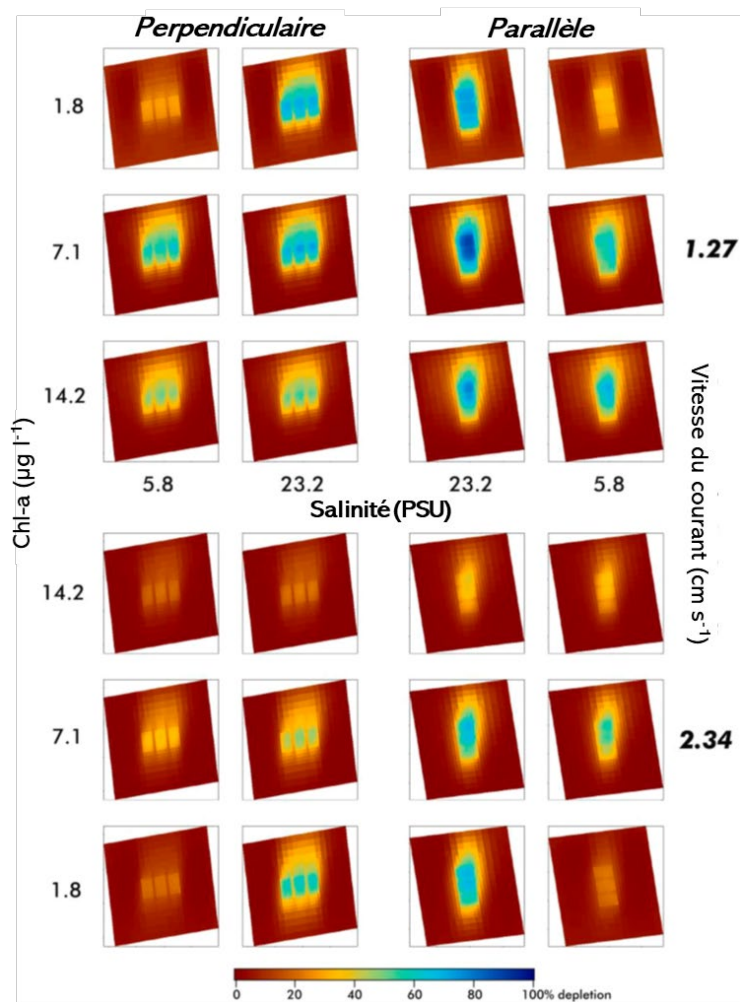 Perpendiculaire Parallèle
1.8
7.1 1.27
14.2
Chl-a (µg l⁻¹)
Vitesse du courant (cm s⁻¹)
5.8 23.2 23.2 5.8
Salinité (PSU)
14.2
7.1 2.34
1.8
0 20 40 60 80 100% depletion